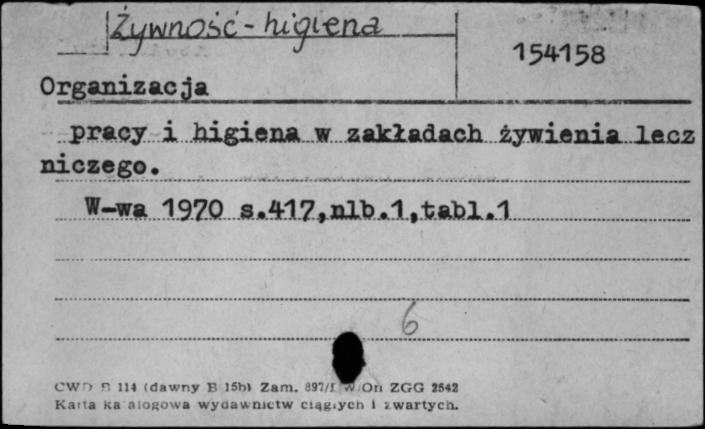 Żywność - higiena
154158
Organizacja
pracy i higiena w zakładach żywienia lecz
niczego.
W-wa 1970 s.417,nlb.1,tabl.1
6
CWD B 114 (dawny B 15b) Zam. 897/I W/On ZGG 2542
Karta katalogowa wydawnictw ciągłych i zwartych.